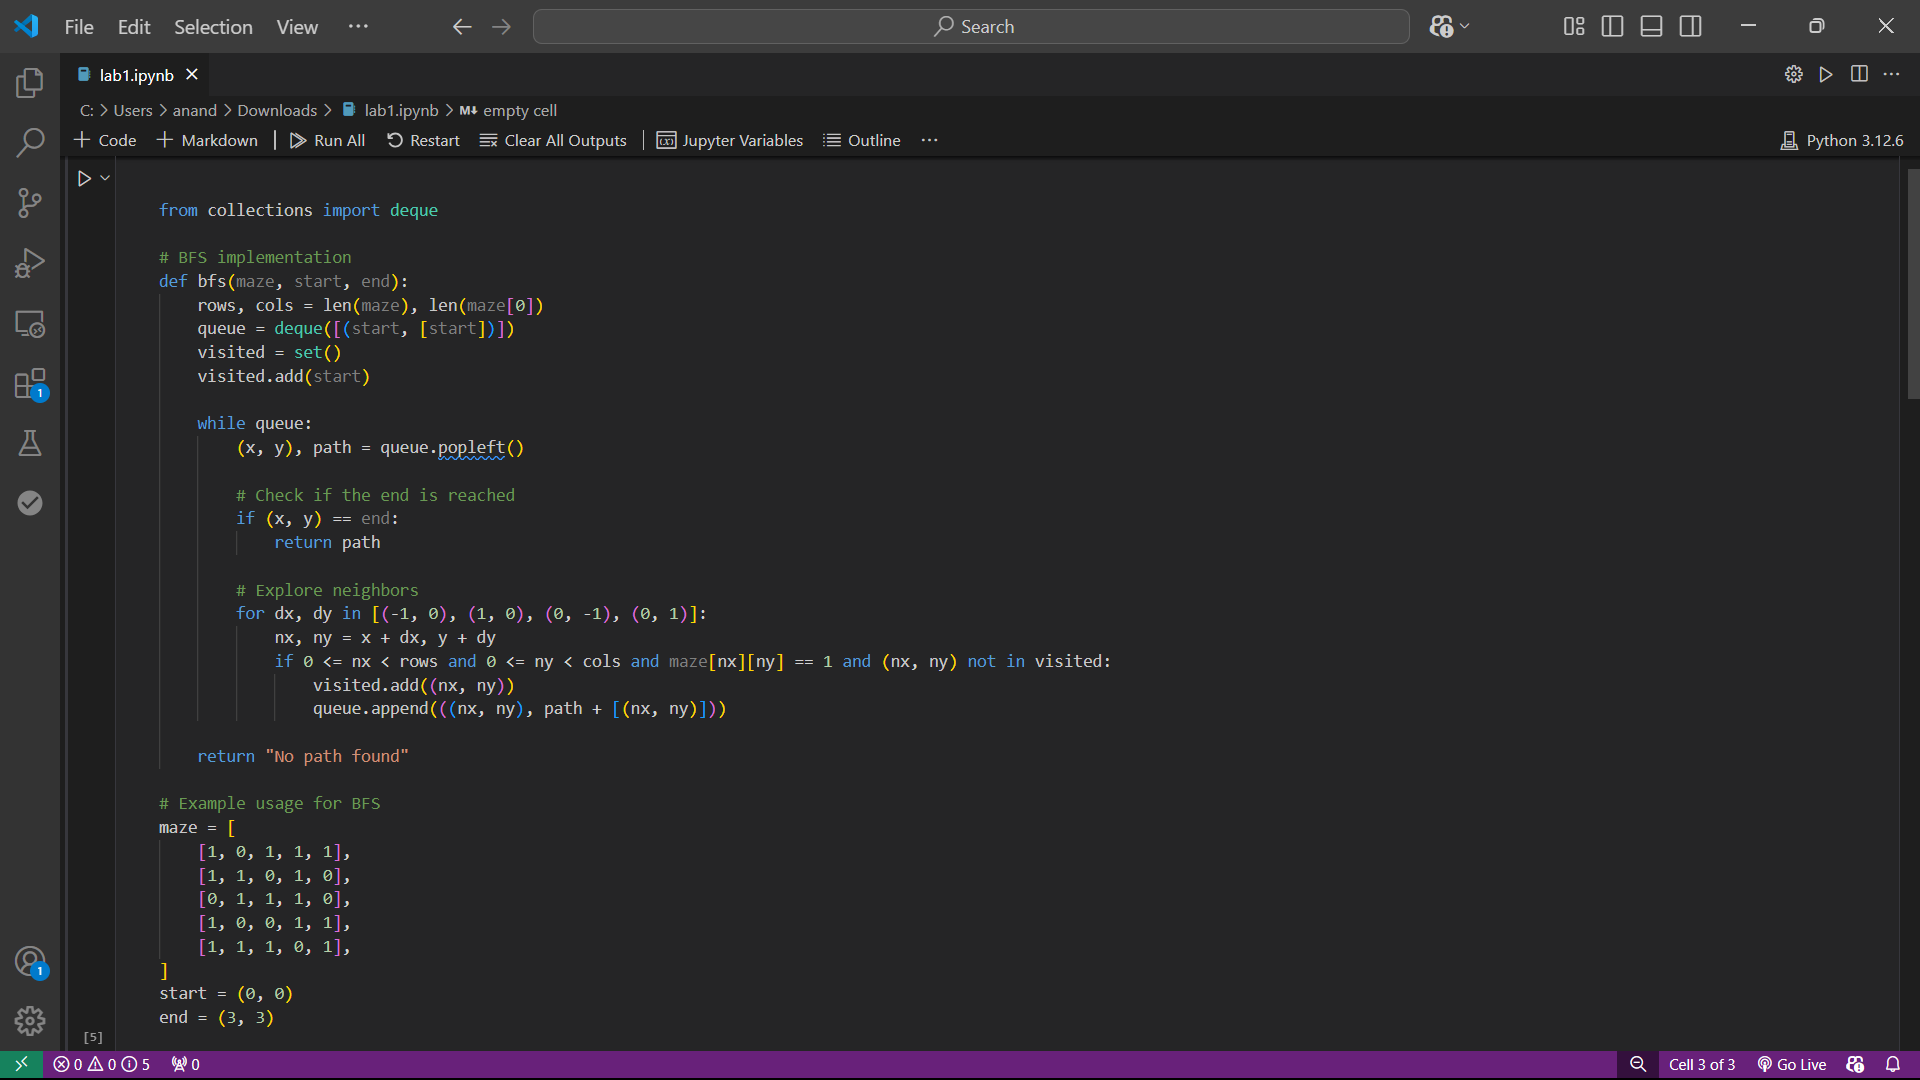 File Edit Selection View ··· Search
lab1.ipynb
C: > Users > anand > Downloads > lab1.ipynb > M↓ empty cell
+ Code + Markdown | Run All Restart Clear All Outputs | Jupyter Variables Outline ··· Python 3.12.6
from collections import deque
# BFS implementation
def bfs(maze, start, end):
    rows, cols = len(maze), len(maze[0])
    queue = deque([(start, [start])])
    visited = set()
    visited.add(start)
    while queue:
        (x, y), path = queue.popleft()
        # Check if the end is reached
        if (x, y) == end:
            return path
        # Explore neighbors
        for dx, dy in [(-1, 0), (1, 0), (0, -1), (0, 1)]:
            nx, ny = x + dx, y + dy
            if 0 <= nx < rows and 0 <= ny < cols and maze[nx][ny] == 1 and (nx, ny) not in visited:
                visited.add((nx, ny))
                queue.append(((nx, ny), path + [(nx, ny)]))
    return "No path found"
# Example usage for BFS
maze = [
    [1, 0, 1, 1, 1],
    [1, 1, 0, 1, 0],
    [0, 1, 1, 1, 0],
    [1, 0, 0, 1, 1],
    [1, 1, 1, 0, 1],
]
start = (0, 0)
end = (3, 3)
[5]
1
1
0 0 5 0 Cell 3 of 3 Go Live